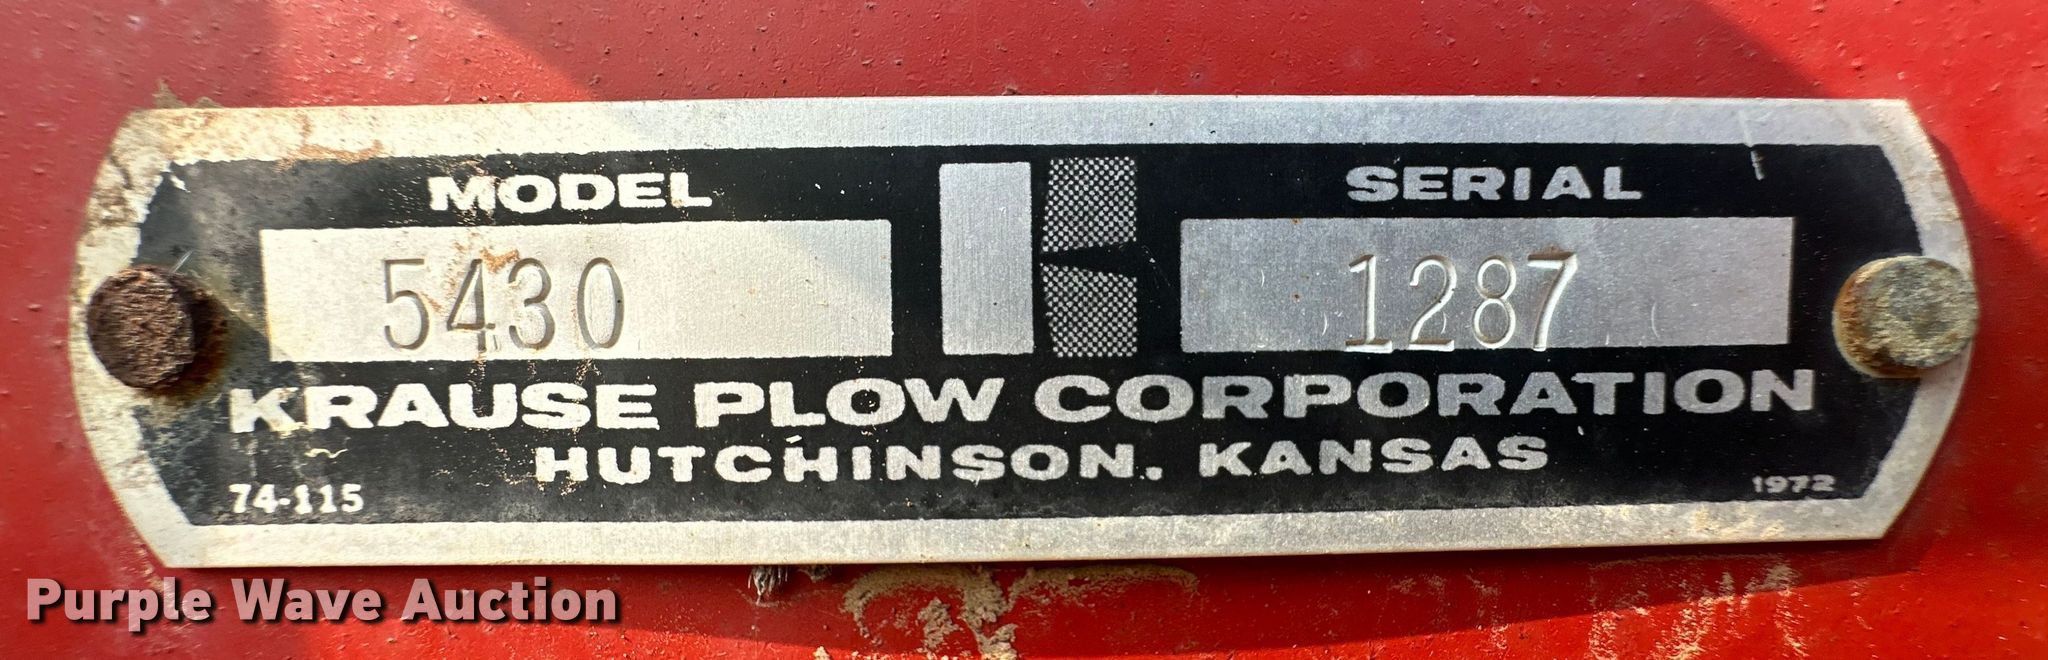 MODEL
SERIAL
5430
1287
KRAUSE PLOW CORPORATION
HUTCHINSON, KANSAS
74-115
1972
Purple Wave Auction